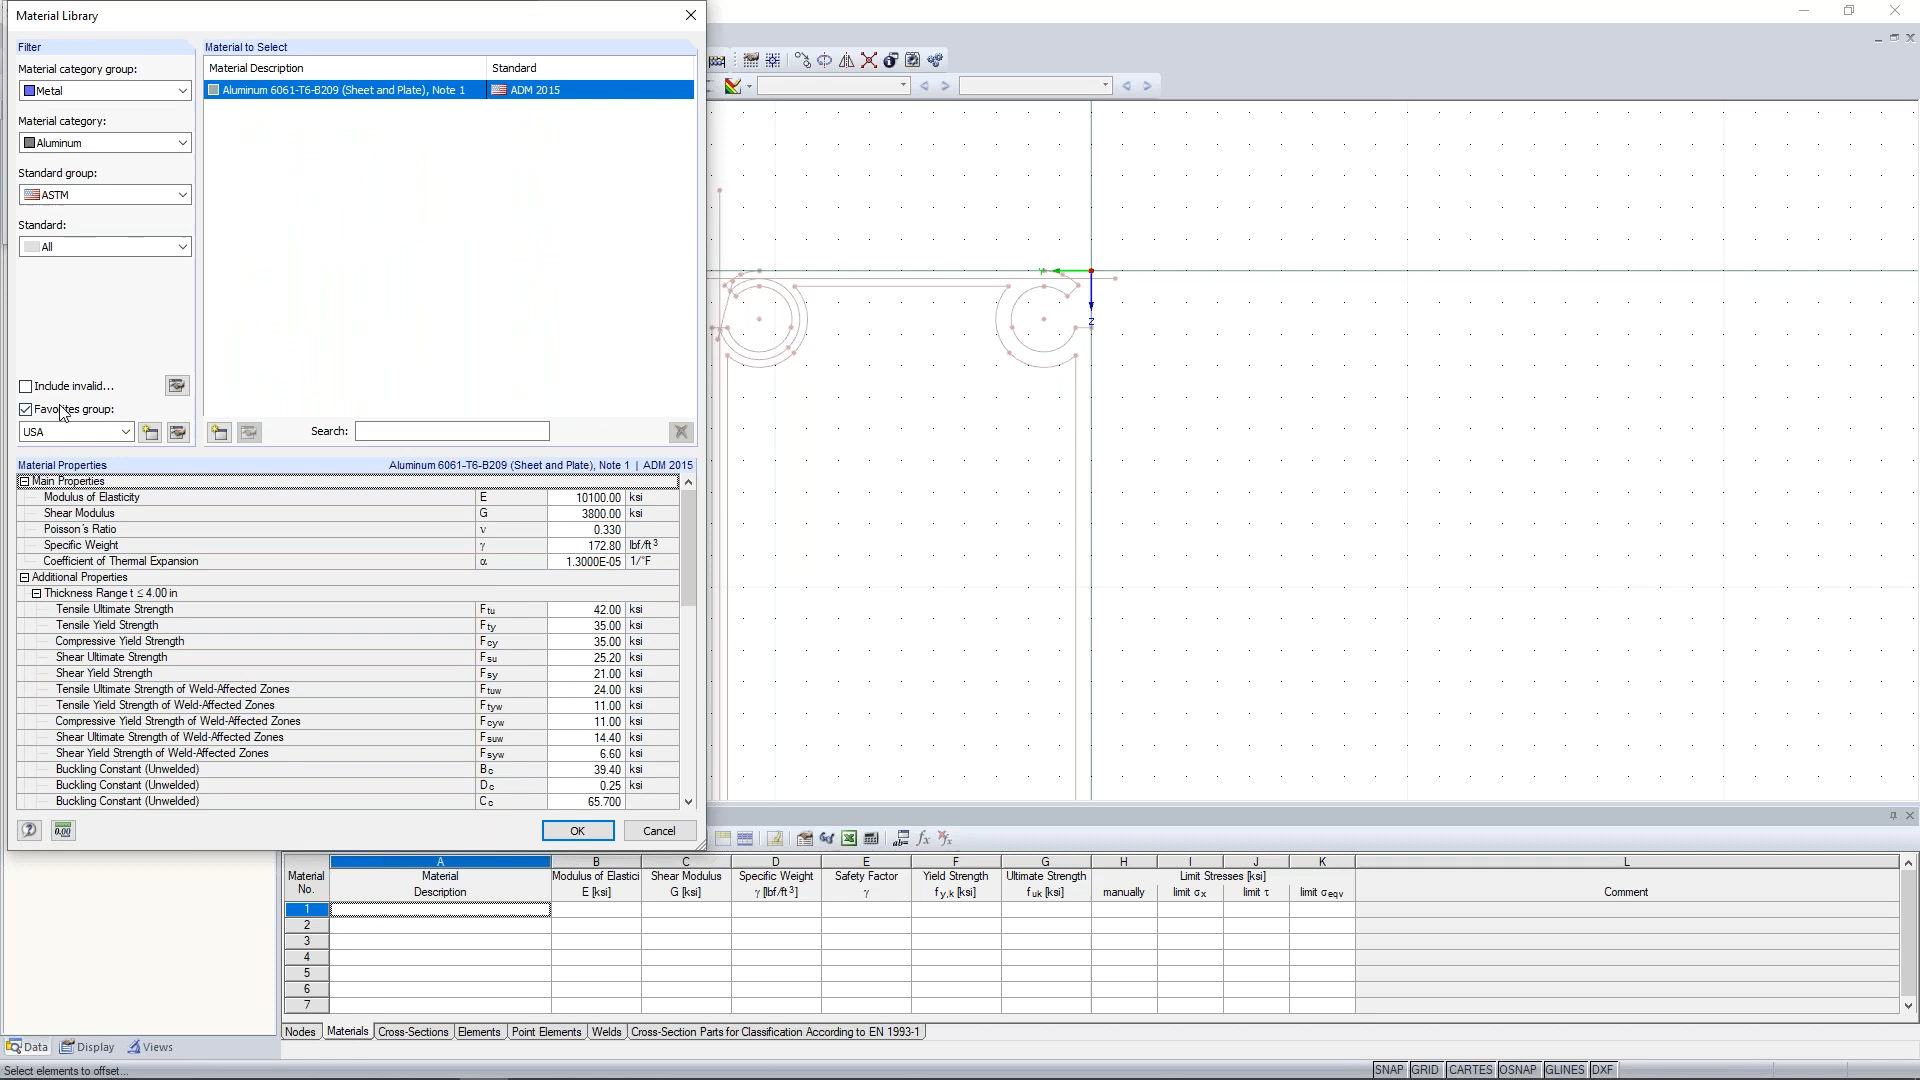 Material Library
Filter
Material category group:
Metal
Material category:
Aluminum
Standard group:
ASTM
Standard:
All
Include invalid...
Favorites group:
USA
Material to Select
Material Description Standard
Aluminum 6061-T6-B209 (Sheet and Plate), Note 1 ADM 2015
Search:
Material Properties Aluminum 6061-T6-B209 (Sheet and Plate), Note 1 | ADM 2015
Main Properties
Modulus of Elasticity E 10100.00 ksi
Shear Modulus G 3800.00 ksi
Poisson´s Ratio ν 0.330
Specific Weight γ 172.80 lbf/ft3
Coefficient of Thermal Expansion α 1.3000E-05 1/°F
Additional Properties
Thickness Range t ≤ 4.00 in
Tensile Ultimate Strength Ftu 42.00 ksi
Tensile Yield Strength Fty 35.00 ksi
Compressive Yield Strength Fcy 35.00 ksi
Shear Ultimate Strength Fsu 25.20 ksi
Shear Yield Strength Fsy 21.00 ksi
Tensile Ultimate Strength of Weld-Affected Zones Ftuw 24.00 ksi
Tensile Yield Strength of Weld-Affected Zones Ftyw 11.00 ksi
Compressive Yield Strength of Weld-Affected Zones Fcyw 11.00 ksi
Shear Ultimate Strength of Weld-Affected Zones Fsuw 14.40 ksi
Shear Yield Strength of Weld-Affected Zones Fsyw 6.60 ksi
Buckling Constant (Unwelded) Bc 39.40 ksi
Buckling Constant (Unwelded) Dc 0.25 ksi
Buckling Constant (Unwelded) Cc 65.700
0.00
OK Cancel
Y
Z
A B C D E F G H I J K L
Material Material Modulus of Elastici Shear Modulus Specific Weight Safety Factor Yield Strength Ultimate Strength Limit Stresses [ksi]
No. Description E [ksi] G [ksi] γ [lbf/ft3] γ fy,k [ksi] fuk [ksi] manually limit σx limit τ limit σeqv Comment
1
2
3
4
5
6
7
Nodes Materials Cross-Sections Elements Point Elements Welds Cross-Section Parts for Classification According to EN 1993-1
Data Display Views
Select elements to offset...
SNAP GRID CARTES OSNAP GLINES DXF